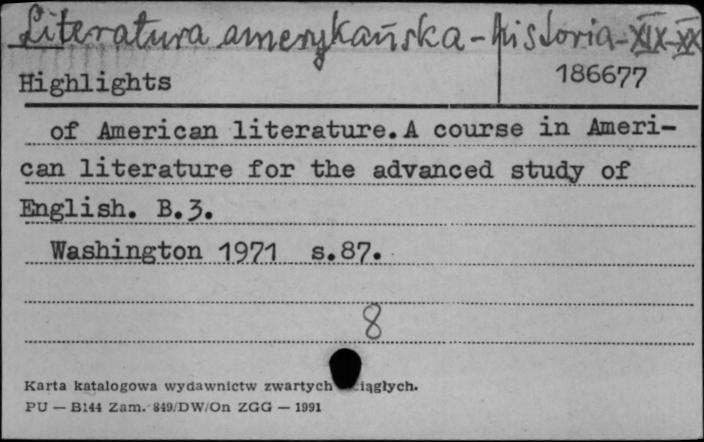 Literatura amerykańska - historia - XIX-XX
Highlights
186677
of American literature. A course in Ameri-
can literature for the advanced study of
English. B.3.
Washington 1971 s.87.
8
Karta katalogowa wydawnictw zwartych ciągłych.
PU — B144 Zam. 849/DW/On ZGG — 1991